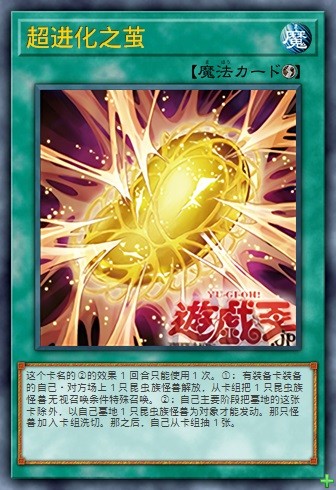 超进化之茧
魔
【魔法カード】
YU-GI-OH!
遊戯王
.JP
这个卡名的②的效果1回合只能使用1次。①：有装备卡装备
的自己·对方场上1只昆虫族怪兽解放，从卡组把1只昆虫族
怪兽无视召唤条件特殊召唤。②：自己主要阶段把墓地的这张
卡除外，以自己墓地1只昆虫族怪兽为对象才能发动。那只怪
兽加入卡组洗切。那之后，自己从卡组抽1张。